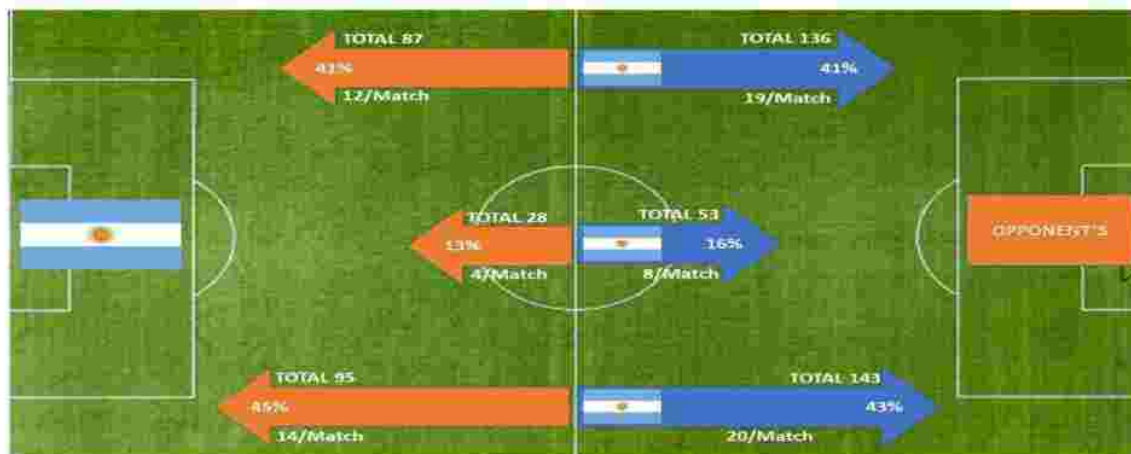 TOTAL 87
41%
12/Match
TOTAL 136
41%
19/Match
TOTAL 28
13%
4/Match
TOTAL 53
16%
8/Match
OPPONENT'S
TOTAL 95
45%
14/Match
TOTAL 143
43%
20/Match